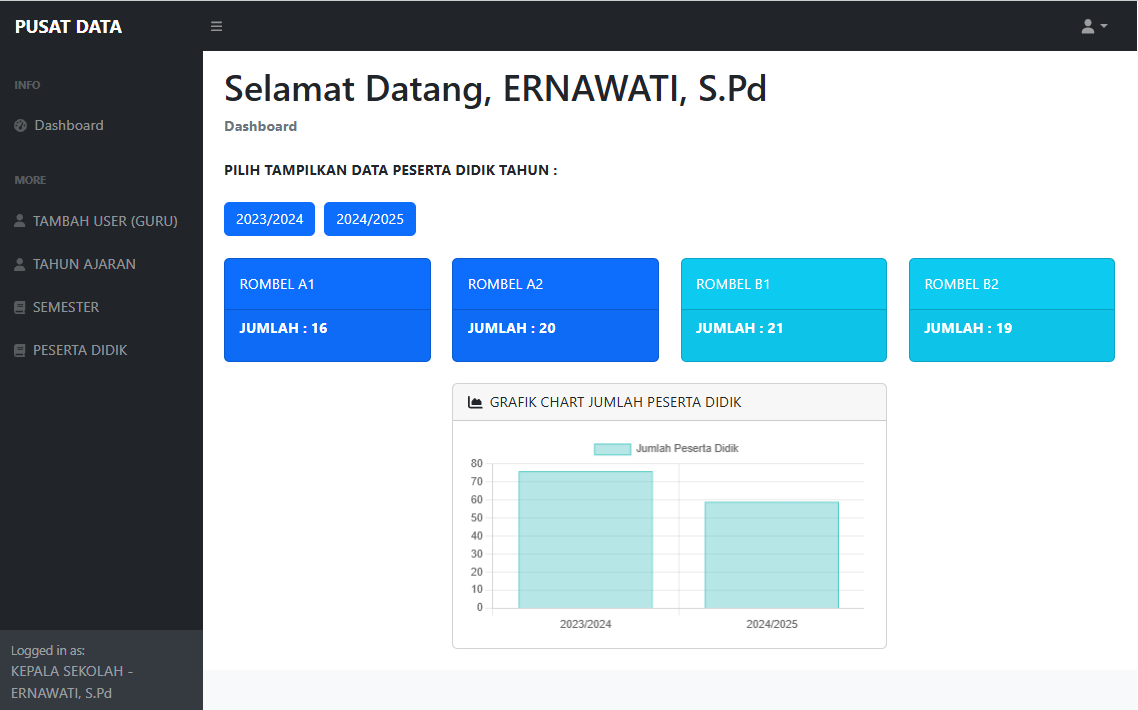 PUSAT DATA
INFO
Dashboard
MORE
TAMBAH USER (GURU)
TAHUN AJARAN
SEMESTER
PESERTA DIDIK
Logged in as:
KEPALA SEKOLAH -
ERNAWATI, S.Pd
Selamat Datang, ERNAWATI, S.Pd
Dashboard
PILIH TAMPILKAN DATA PESERTA DIDIK TAHUN :
2023/2024 2024/2025
ROMBEL A1
JUMLAH : 16
ROMBEL A2
JUMLAH : 20
ROMBEL B1
JUMLAH : 21
ROMBEL B2
JUMLAH : 19
GRAFIK CHART JUMLAH PESERTA DIDIK
Jumlah Peserta Didik
80
70
60
50
40
30
20
10
0
2023/2024 2024/2025